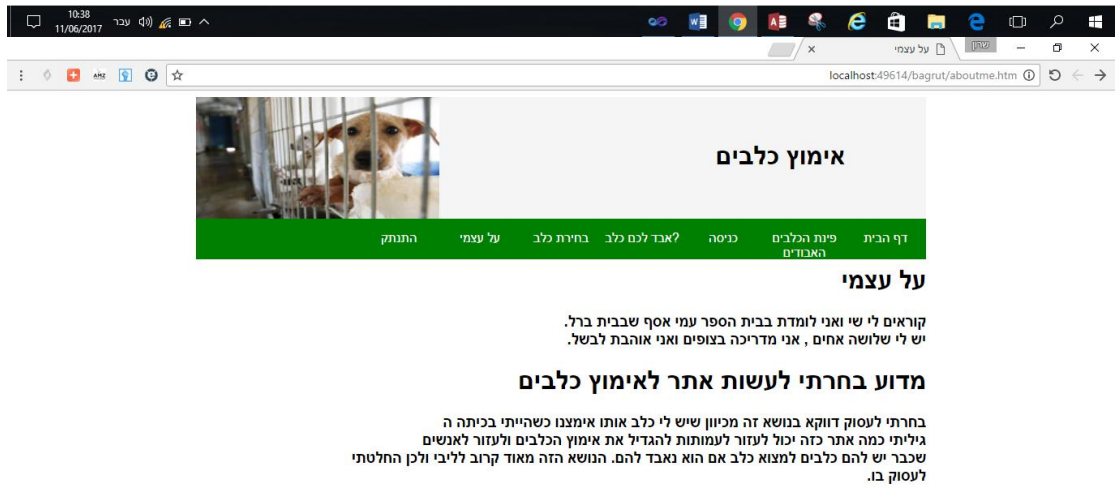 10:38
11/06/2017
עבר
שרון
על עצמי
localhost:49614/bagrut/aboutme.htm
אימוץ כלבים
דף הבית
פינת הכלבים
האבודים
כניסה
?אבד לכם כלב
בחירת כלב
על עצמי
התנתק
על עצמי
קוראים לי שי ואני לומדת בבית הספר עמי אסף שבבית ברל.
יש לי שלושה אחים , אני מדריכה בצופים ואני אוהבת לבשל.
מדוע בחרתי לעשות אתר לאימוץ כלבים
בחרתי לעסוק דווקא בנושא זה מכיוון שיש לי כלב אותו אימצנו כשהייתי בכיתה ה
גיליתי כמה אתר כזה יכול לעזור לעמותות להגדיל את אימוץ הכלבים ולעזור לאנשים
שכבר יש להם כלבים למצוא כלב אם הוא נאבד להם. הנושא הזה מאוד קרוב לליבי ולכן החלטתי
לעסוק בו.